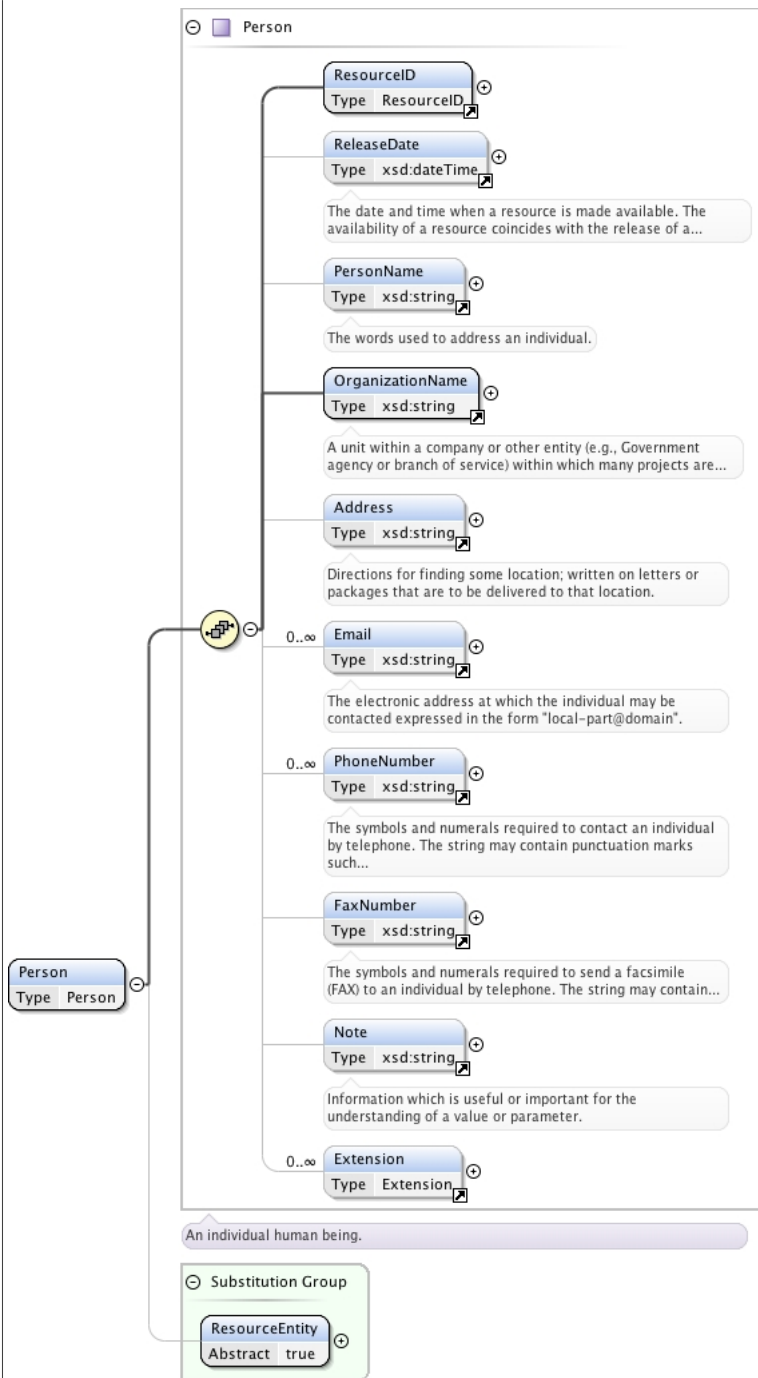 Person
ResourceID
Type ResourceID
ReleaseDate
Type xsd:dateTime
The date and time when a resource is made available. The
availability of a resource coincides with the release of a...
PersonName
Type xsd:string
The words used to address an individual.
OrganizationName
Type xsd:string
A unit within a company or other entity (e.g., Government
agency or branch of service) within which many projects are...
Address
Type xsd:string
Directions for finding some location; written on letters or
packages that are to be delivered to that location.
0..∞ Email
Type xsd:string
The electronic address at which the individual may be
contacted expressed in the form "local-part@domain".
0..∞ PhoneNumber
Type xsd:string
The symbols and numerals required to contact an individual
by telephone. The string may contain punctuation marks
such...
FaxNumber
Type xsd:string
The symbols and numerals required to send a facsimile
(FAX) to an individual by telephone. The string may contain...
Person
Type Person
Note
Type xsd:string
Information which is useful or important for the
understanding of a value or parameter.
0..∞ Extension
Type Extension
An individual human being.
Substitution Group
ResourceEntity
Abstract true